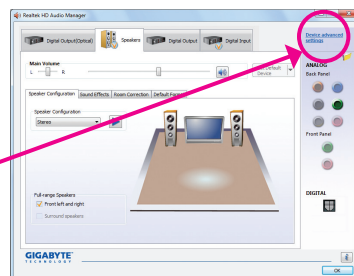 Realtek HD Audio Manager
Digital Output(Optical)
Speakers
Digital Output
Digital Input
Device advanced
settings
Main Volume
L
R
Default
Device
ANALOG
Back Panel
Speaker Configuration
Sound Effects
Room Correction
Default Format
Speaker Configuration
Stereo
Front Panel
Full-range Speakers
Front left and right
Surround speakers
DIGITAL
GIGABYTE
TECHNOLOGY
i
OK